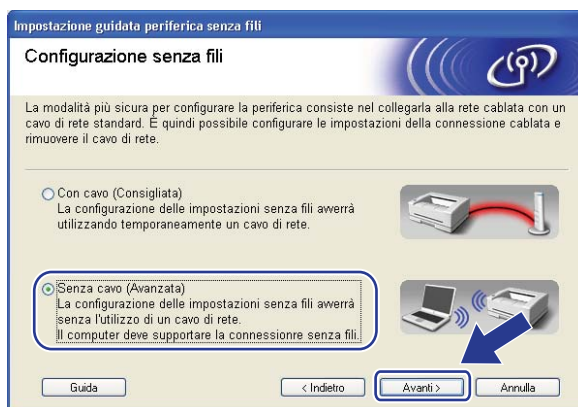 Impostazione guidata periferica senza fili
Configurazione senza fili
La modalità più sicura per configurare la periferica consiste nel collegarla alla rete cablata con un
cavo di rete standard. È quindi possibile configurare le impostazioni della connessione cablata e
rimuovere il cavo di rete.
Con cavo (Consigliata)
La configurazione delle impostazioni senza fili avverrà
utilizzando temporaneamente un cavo di rete.
Senza cavo (Avanzata)
La configurazione delle impostazioni senza fili avverrà
senza l'utilizzo di un cavo di rete.
Il computer deve supportare la connessionre senza fili.
Guida
< Indietro
Avanti >
Annulla